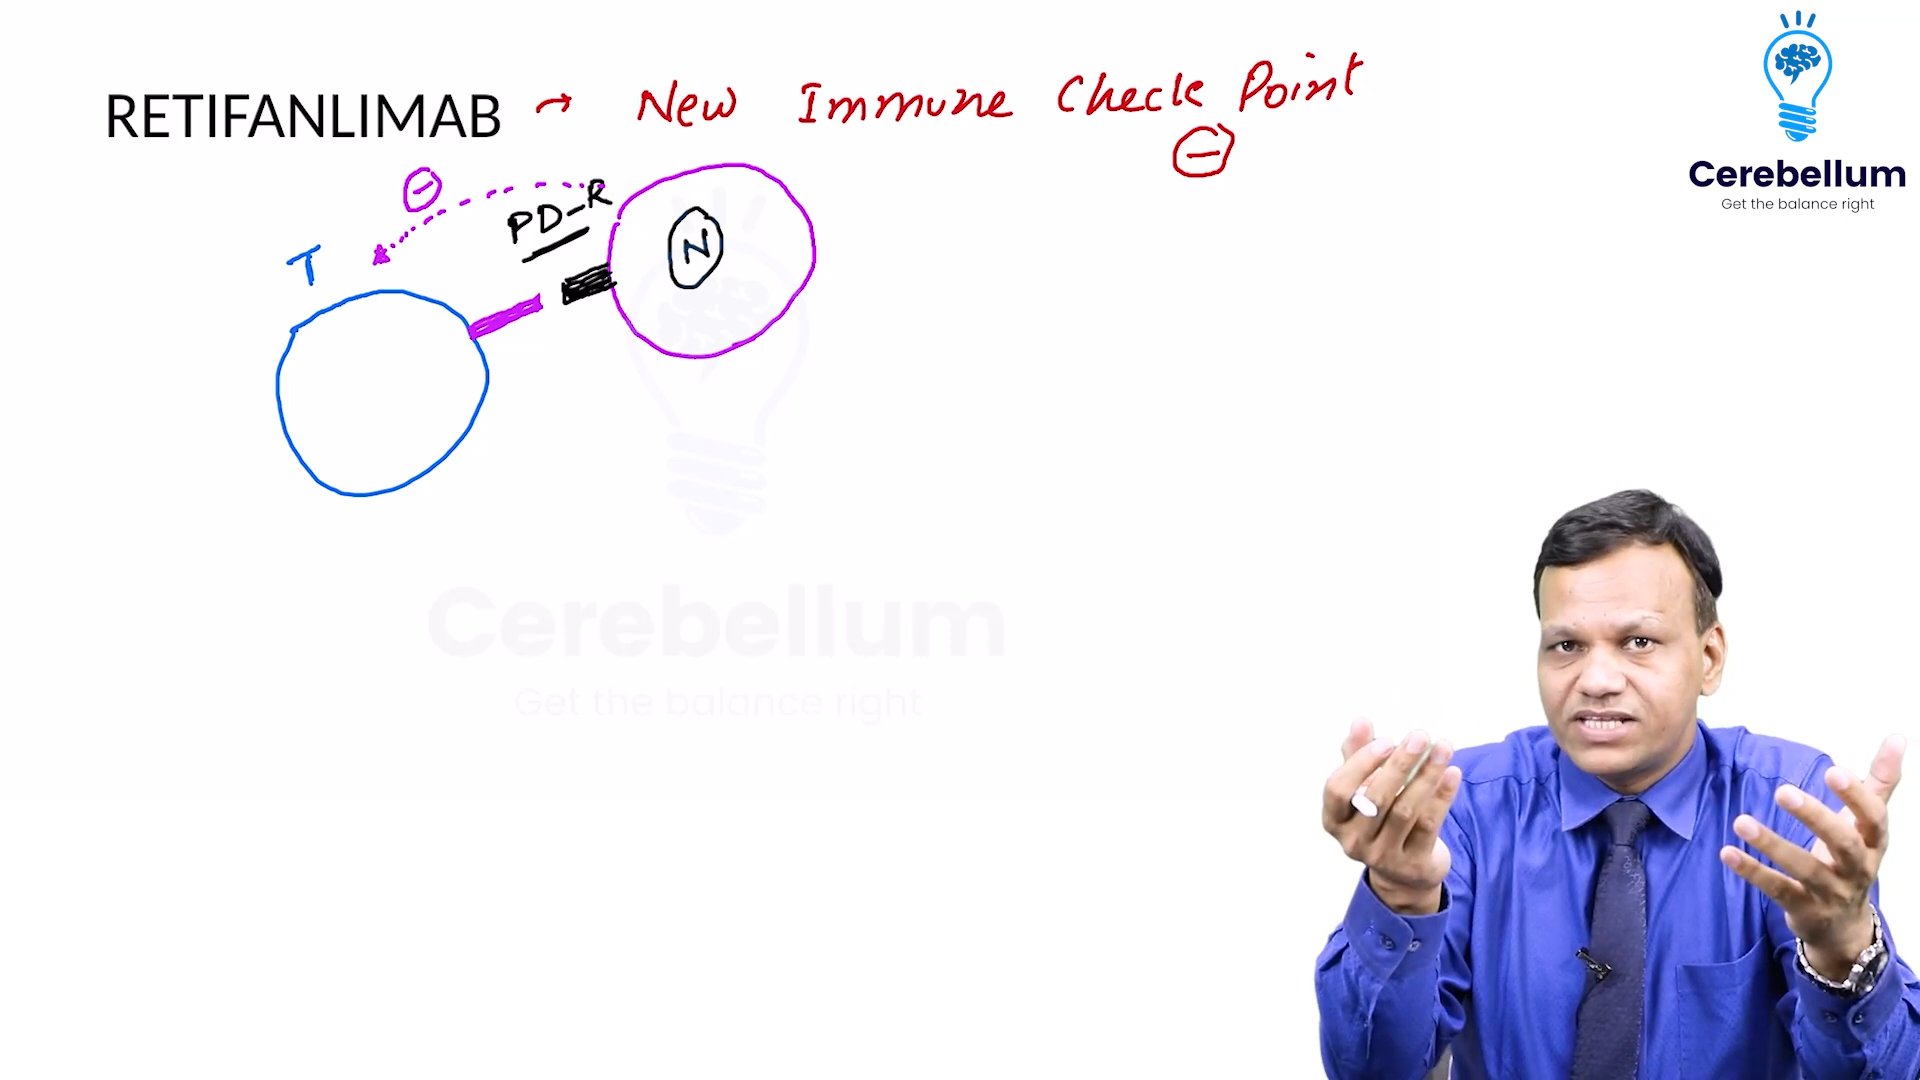 RETIFANLIMAB → New Immune Check Point
⊖
Cerebellum
Get the balance right
⊖
PD-R
N
T
Cerebellum
Get the balance right